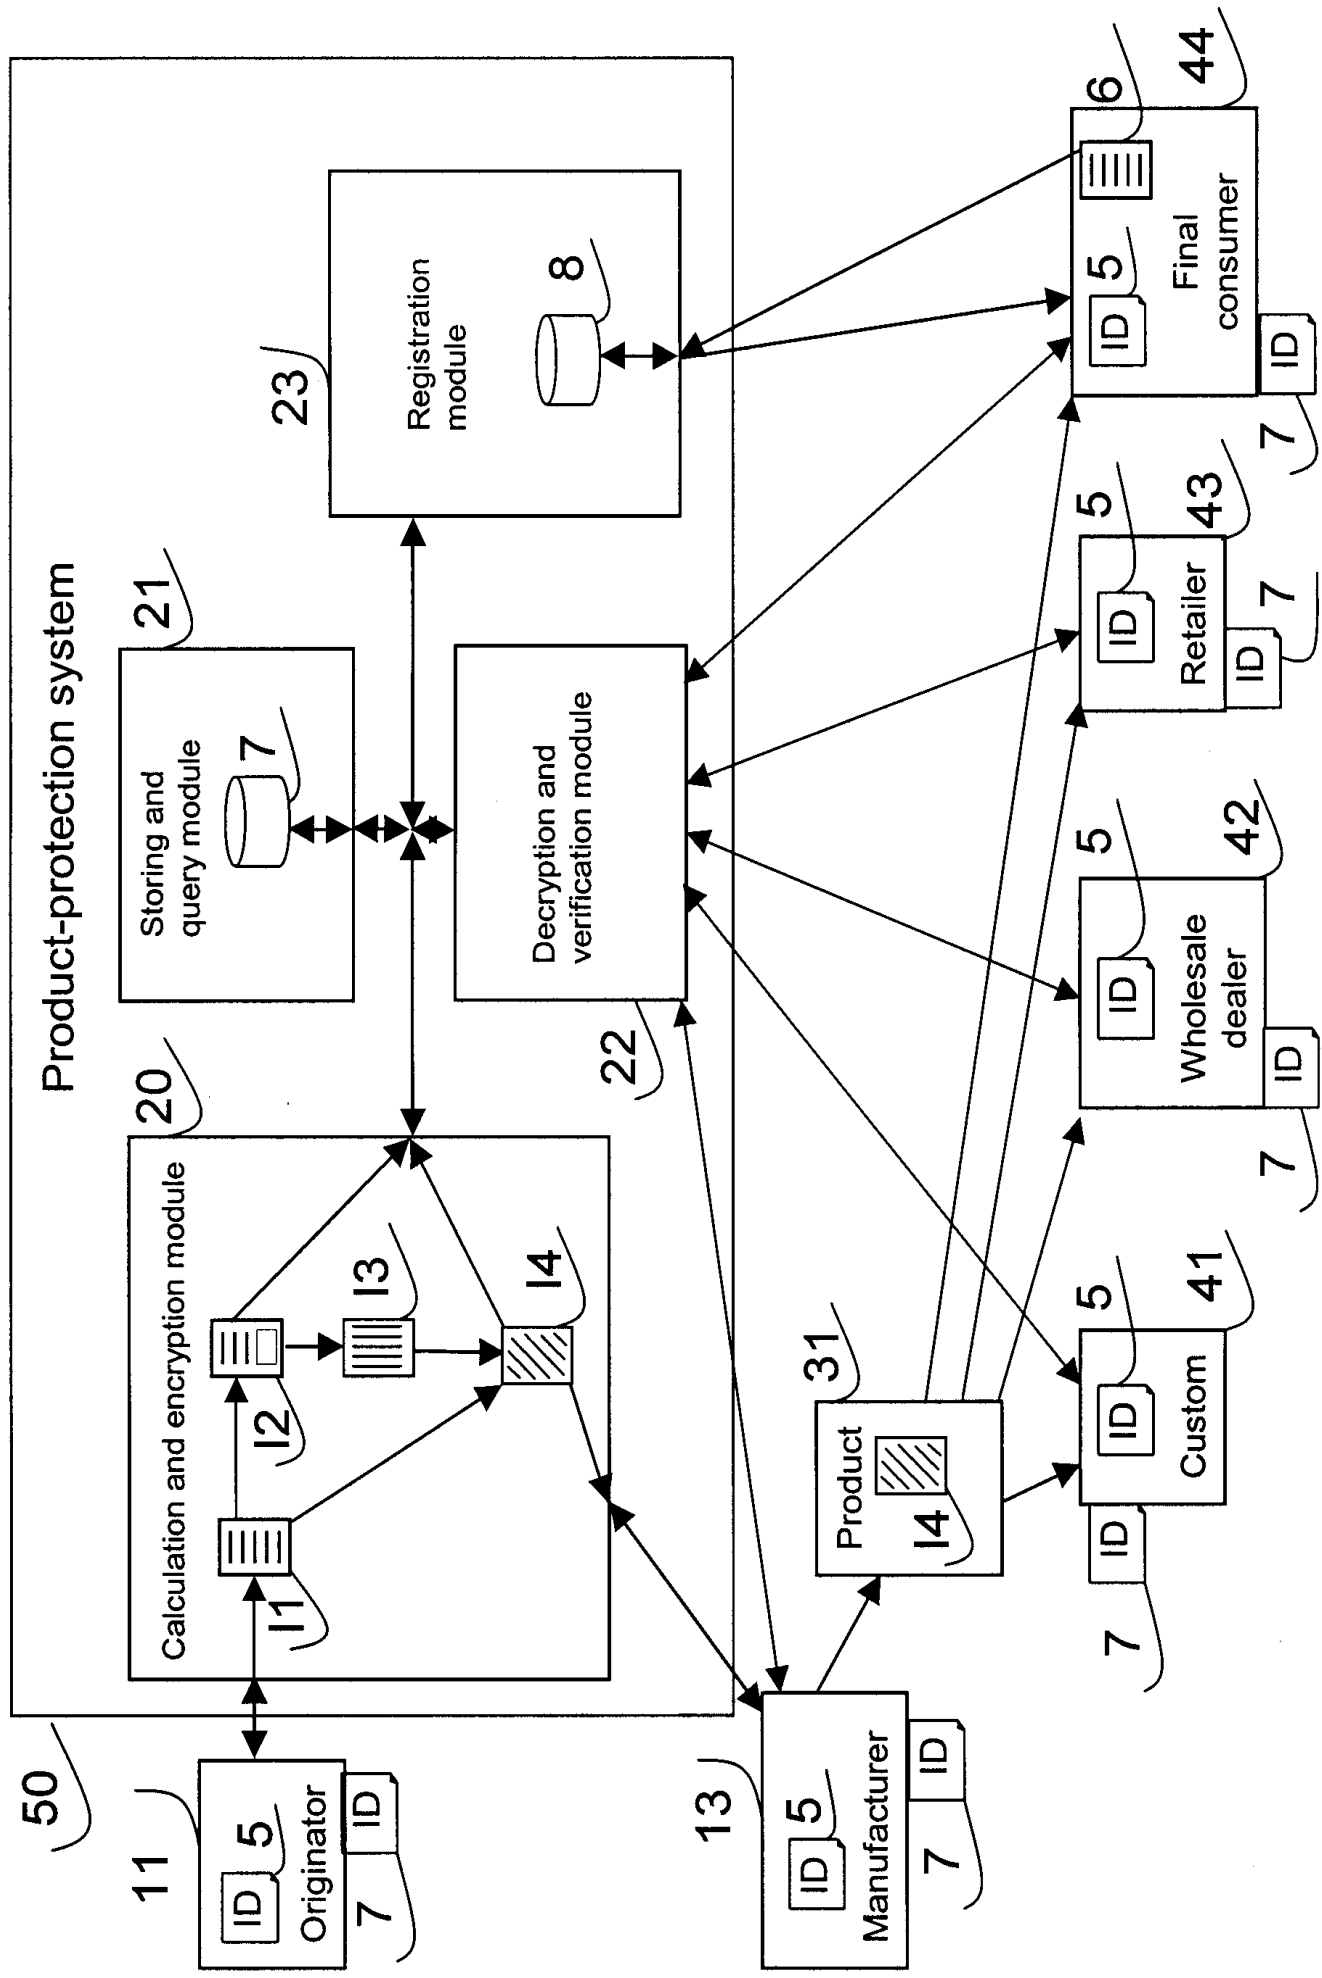 Product-protection system
50
20
Calculation and encryption module
I1
I2
I3
I4
21
Storing and
query module
7
22
Decryption and
verification module
23
Registration
module
8
11
ID
5
Originator
ID
7
13
ID
5
Manufacturer
ID
7
31
Product
I4
ID
5
Custom
41
ID
7
ID
5
Wholesale
dealer
42
ID
7
ID
5
Retailer
43
ID
7
ID
5
6
Final
consumer
44
ID
7